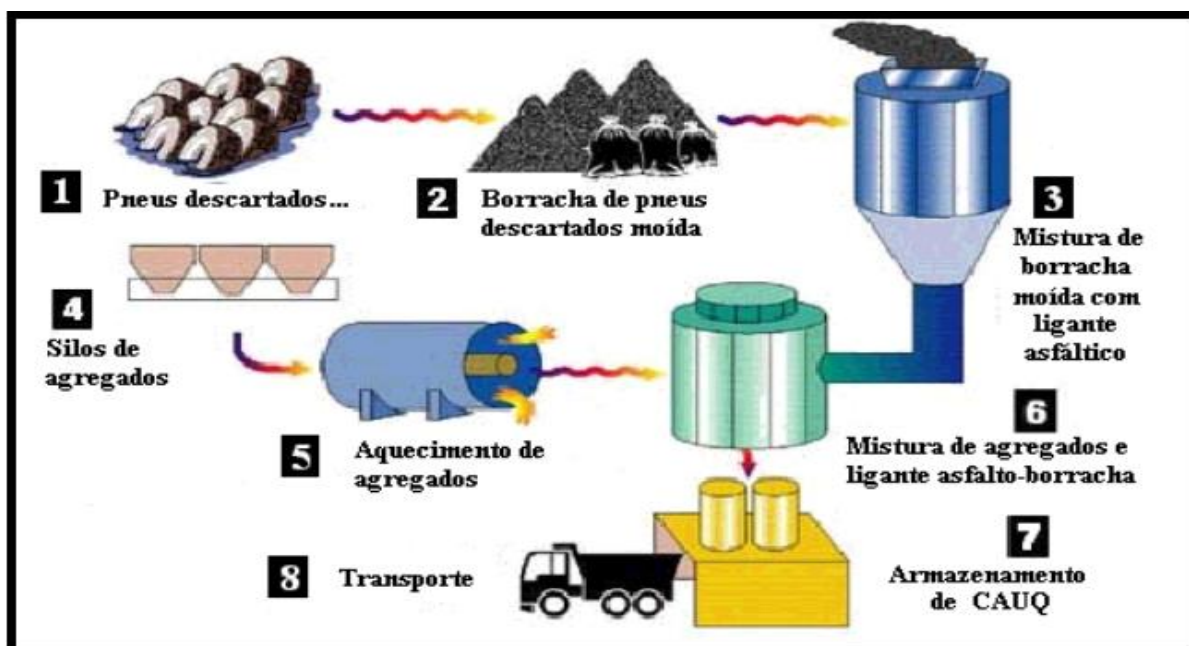 1 Pneus descartados...
2 Borracha de pneus
descartados moída
3
Mistura de
borracha
moída com
ligante
asfáltico
4
Silos de
agregados
5 Aquecimento de
agregados
6
Mistura de agregados e
ligante asfalto-borracha
7
Armazenamento
de CAUQ
8 Transporte